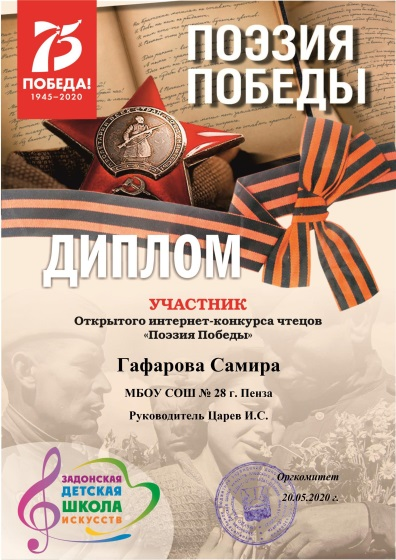 75
ПОБЕДА!
1945–2020
ПОЭЗИЯ
ПОБЕДЫ
ДИПЛОМ
УЧАСТНИК
Открытого интернет-конкурса чтецов
«Поэзия Победы»
Гафарова Самира
МБОУ СОШ № 28 г. Пенза
Руководитель Царев И.С.
ЗАДОНСКАЯ
ДЕТСКАЯ
ШКОЛА
ИСКУССТВ
Оргкомитет
20.05.2020 г.